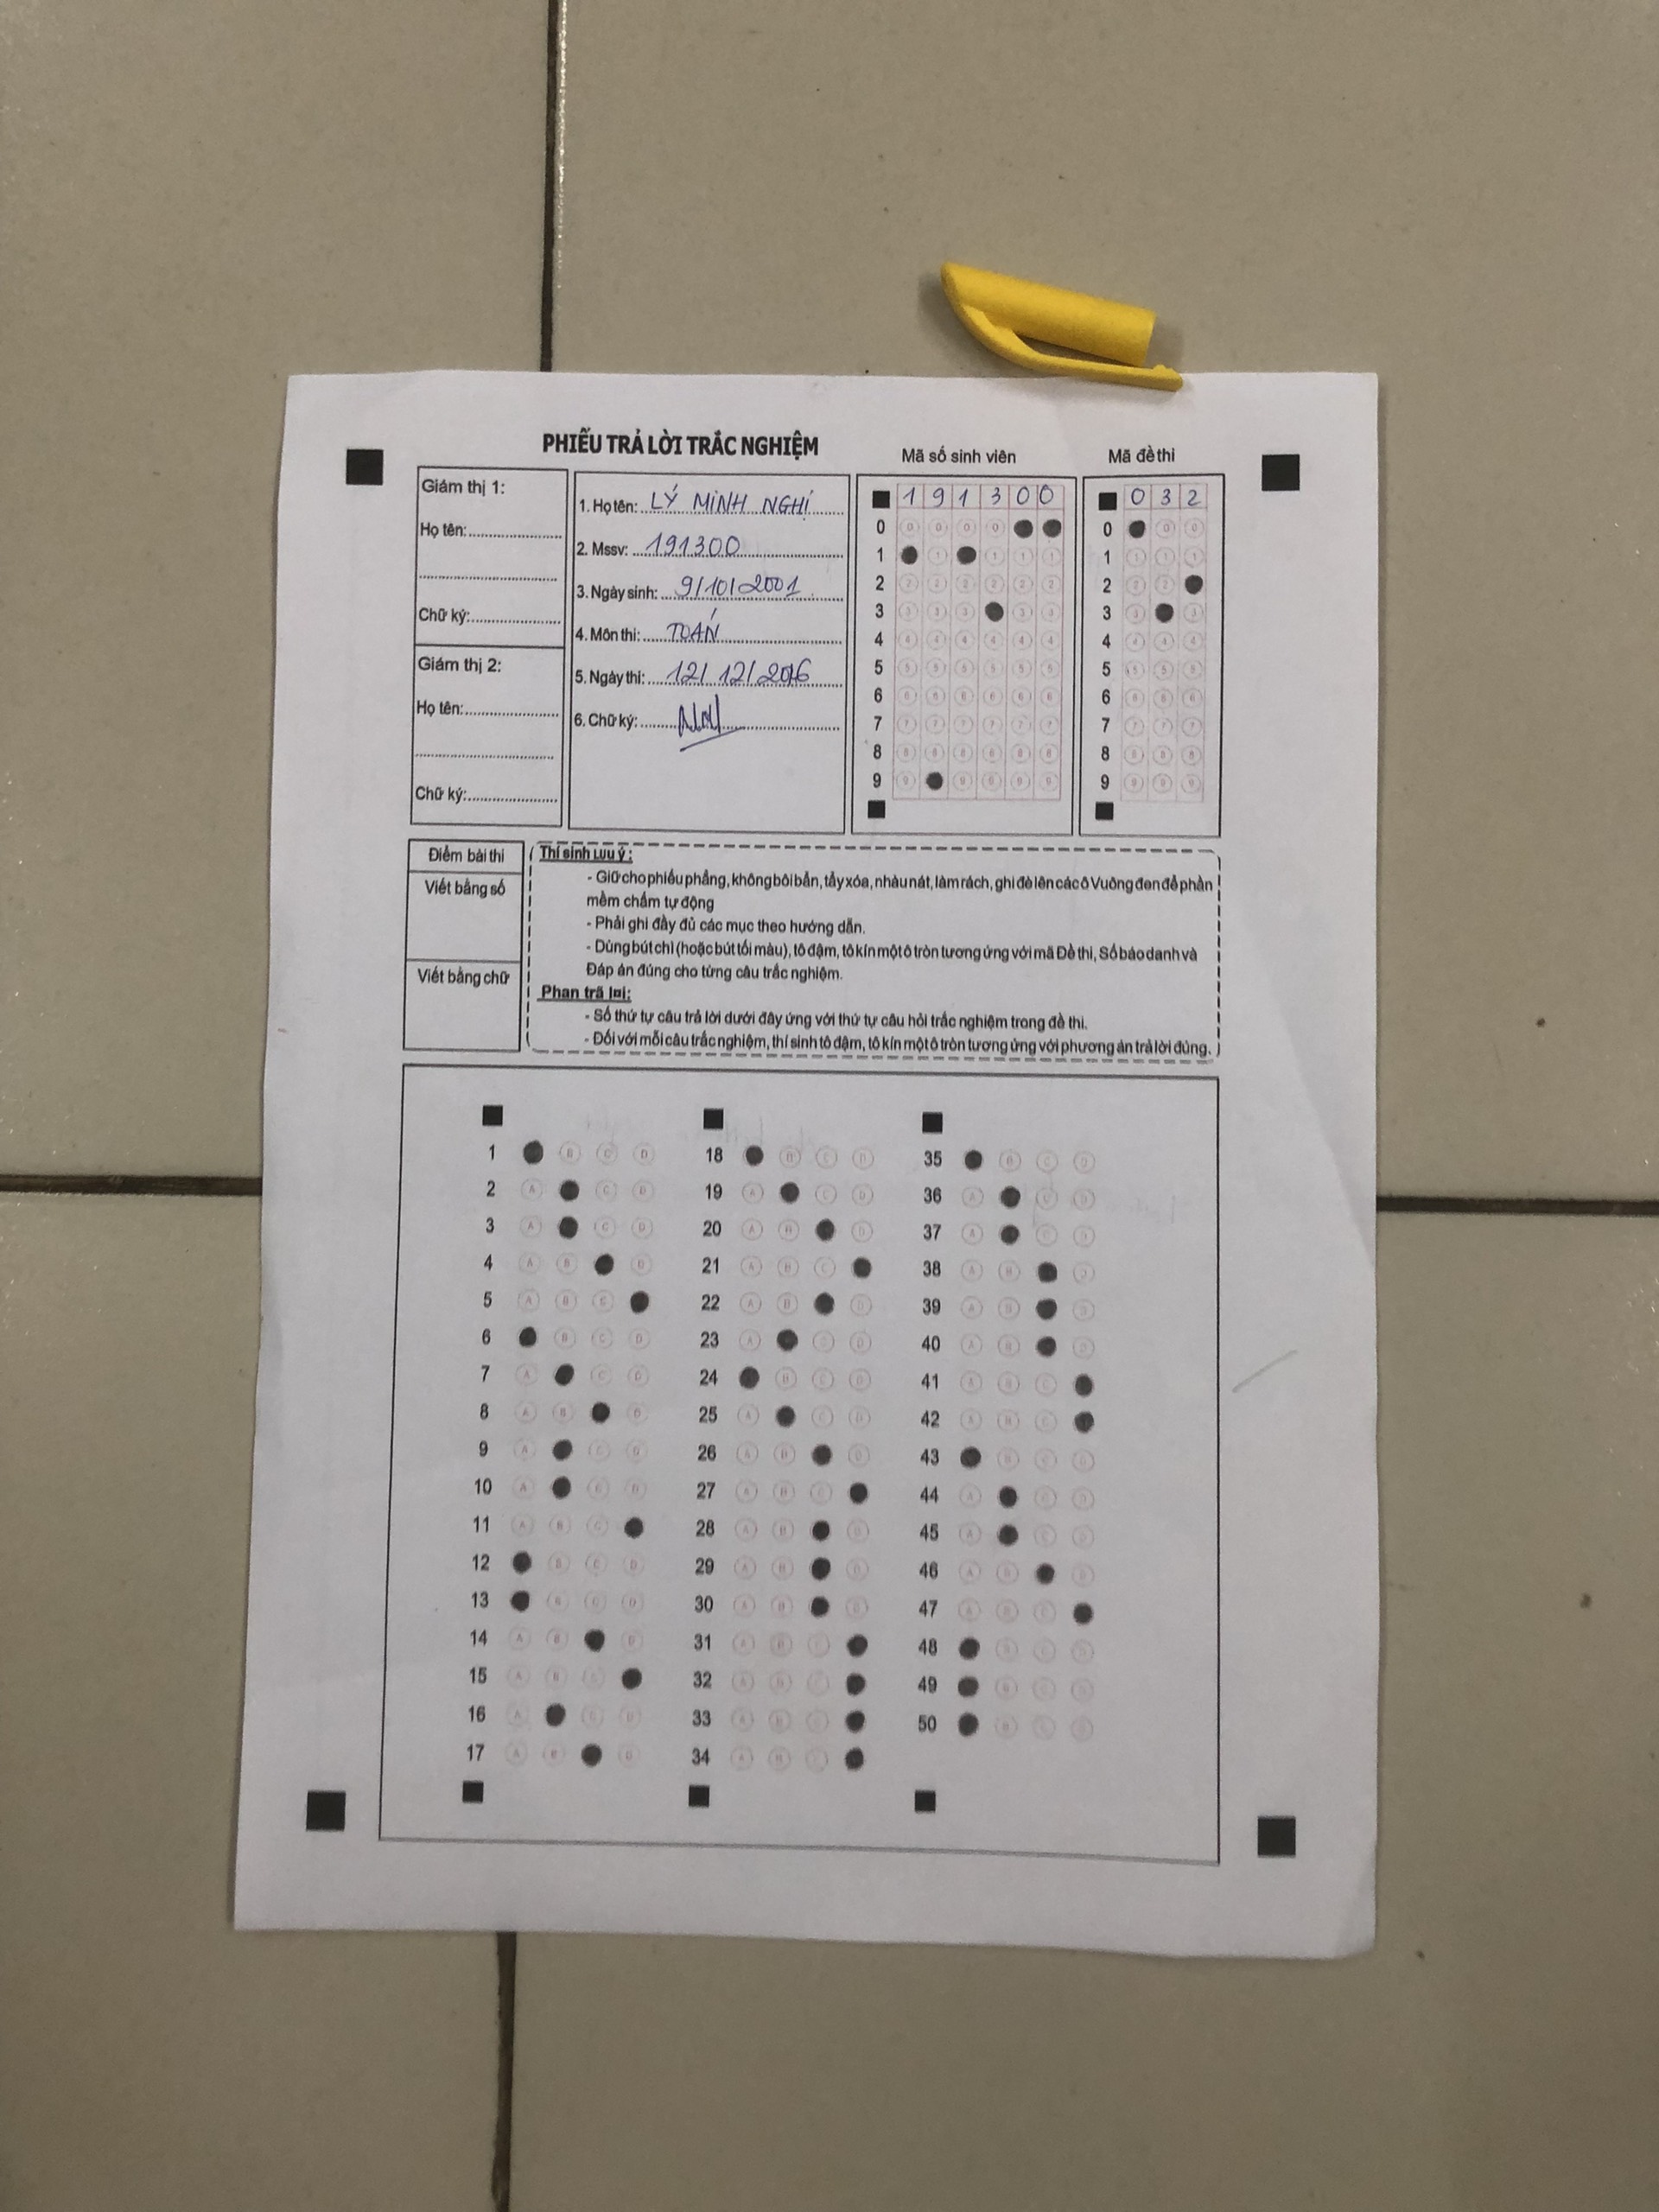 PHIẾU TRẢ LỜI TRẮC NGHIỆM
Mã số sinh viên
Mã đề thi
Giám thị 1:
Họ tên:
Chữ ký:
Giám thị 2:
Họ tên:
Chữ ký:
1. Họ tên: LÝ MINH NGHỊ
2. Mssv: 191300
3. Ngày sinh: 9/10/2001
4. Môn thi: TOÁN
5. Ngày thi: 12/12/2016
6. Chữ ký:
1 9 1 3 0 0
0
1
2
3
4
5
6
7
8
9
0 3 2
0
1
2
3
4
5
6
7
8
9
Điểm bài thi
Viết bằng số
Viết bằng chữ
Thí sinh Lưu ý:
- Giữ cho phiếu phẳng, không bôi bẩn, tẩy xóa, nhàu nát, làm rách, ghi đè lên các ô Vuông đen để phần
mềm chấm tự động
- Phải ghi đầy đủ các mục theo hướng dẫn.
- Dùng bút chì (hoặc bút tối màu), tô đậm, tô kín một ô tròn tương ứng với mã Đề thi, Số báo danh và
Đáp án đúng cho từng câu trắc nghiệm.
Phan trã lơi:
- Số thứ tự câu trả lời dưới đây ứng với thứ tự câu hỏi trắc nghiệm trong đề thi.
- Đối với mỗi câu trắc nghiệm, thí sinh tô đậm, tô kín một ô tròn tương ứng với phương án trả lời đúng.
1 B C D
2 A C D
3 A C D
4 A B D
5 A B C
6 B C D
7 A C D
8 A B D
9 A C D
10 A C D
11 A B C
12 B C D
13 B C D
14 A B D
15 A B C
16 A C D
17 A B D
18 B C D
19 A C D
20 A B D
21 A B C
22 A B D
23 A C D
24 B C D
25 A C D
26 A B D
27 A B C
28 A B D
29 A B D
30 A B D
31 A B C
32 A B C
33 A B C
34 A B C
35 B C D
36 A C D
37 A C D
38 A B D
39 A B D
40 A B D
41 A B C
42 A B C
43 B C D
44 A C D
45 A C D
46 A B D
47 A B C
48 B C D
49 B C D
50 B C D